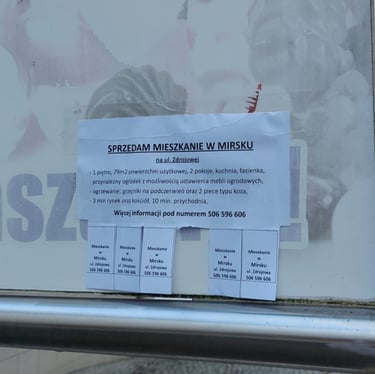 SPRZEDAM MIESZKANIE W MIRSKU
na ul. Zdrojowej
- 1 piętro, 79m2 powierzchni użytkowej, 2 pokoje, kuchnia, łazienka,
- przynależny ogródek z możliwością ustawienia mebli ogrodowych,
- ogrzewanie: grzejniki na podczerwień oraz 2 piece typu koza,
- 3 min rynek oraz kościół, 10 min. przychodnia,
Więcej informacji pod numerem 506 596 606
Mieszkanie
w
Mirsku
ul. Zdrojowa
506 596 606
Mieszkanie
w
Mirsku
ul. Zdrojowa
506 596 606
Mieszkanie
w
Mirsku
ul. Zdrojowa
506 596 606
Mieszkanie
w
Mirsku
ul. Zdrojowa
506 596 606
Mieszkanie
w
Mirsku
ul. Zdrojowa
506 596 606